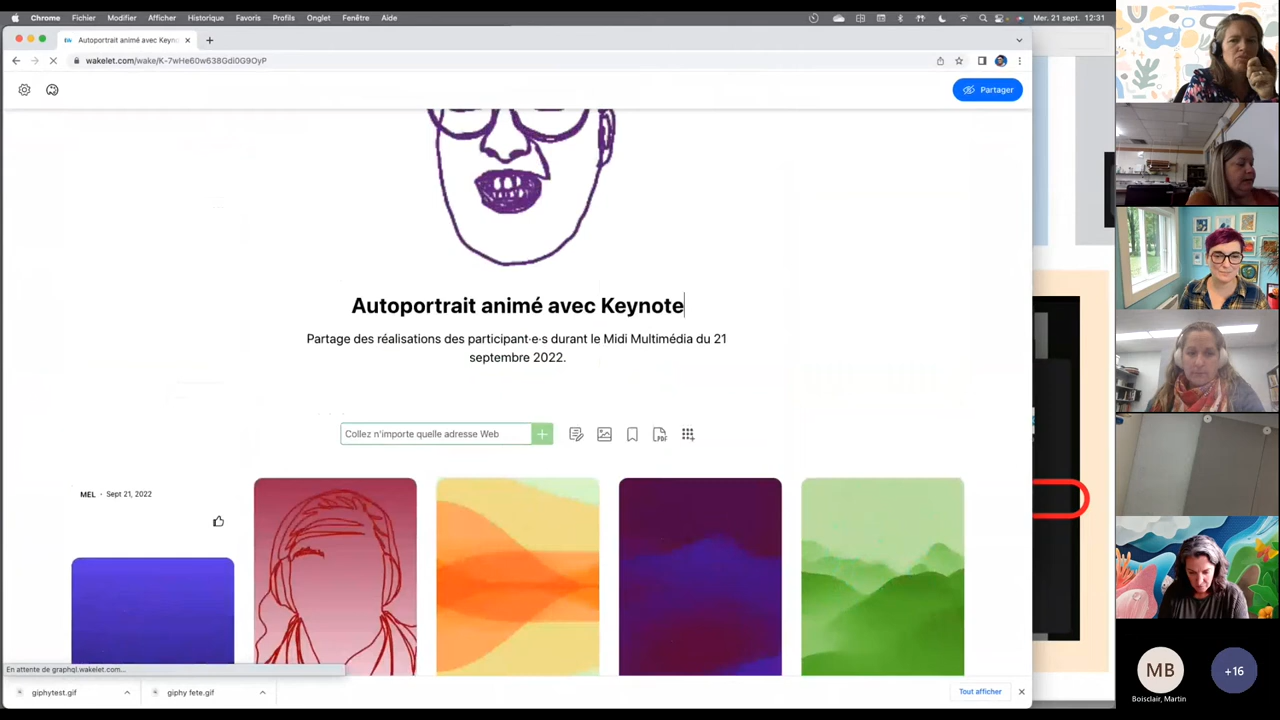 Chrome Fichier Modifier Afficher Historique Favoris Profils Onglet Fenêtre Aide Mer. 21 sept. 12:31
Autoportrait animé avec Keyno
wakelet.com/wake/K-7wHe60w638Gdi0G9OyP
Partager
Autoportrait animé avec Keynote
Partage des réalisations des participant·e·s durant le Midi Multimédia du 21
septembre 2022.
Collez n'importe quelle adresse Web
PDF
MEL · Sept 21, 2022
En attente de graphql.wakelet.com...
giphytest.gif giphy fete.gif Tout afficher
MB +16
Boisclair, Martin